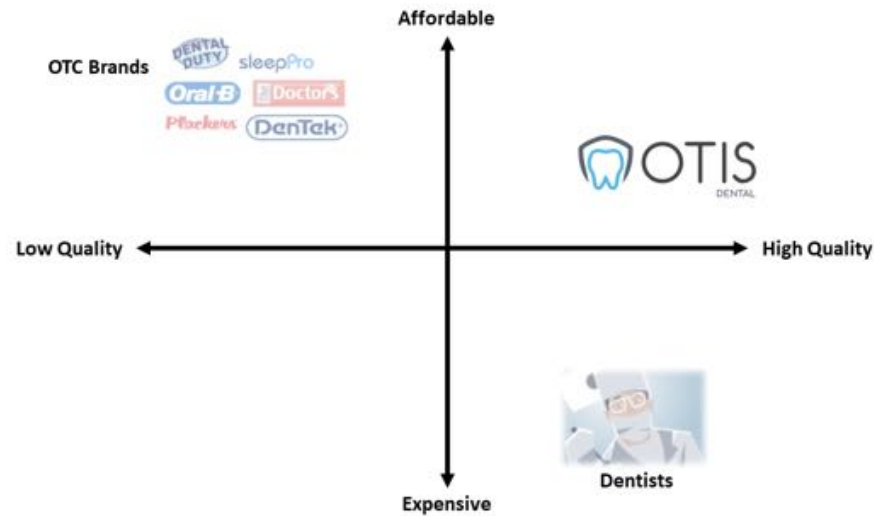 Affordable
OTC Brands
DENTAL DUTY
sleepPro
Oral-B
Doctor's
Plackers
DenTek
OTIS
DENTAL
Low Quality
High Quality
Dentists
Expensive